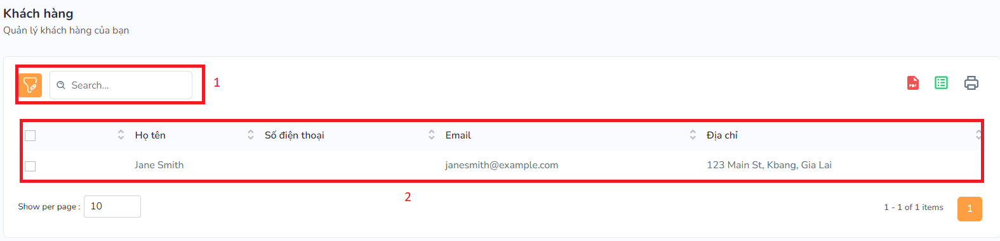 Khách hàng
Quản lý khách hàng của bạn
Search...
1
PDF
Họ tên Số điện thoại Email Địa chỉ
Jane Smith janesmith@example.com 123 Main St, Kbang, Gia Lai
2
Show per page : 10
1 - 1 of 1 items 1